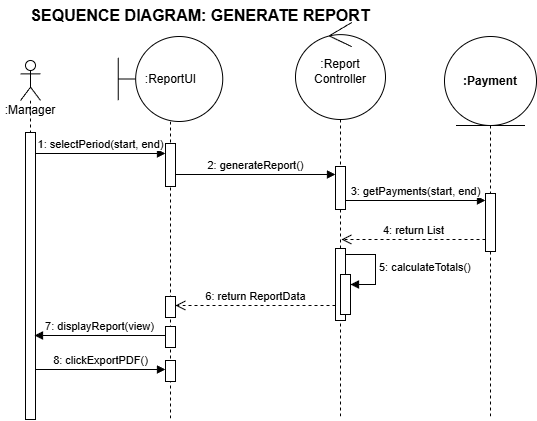 SEQUENCE DIAGRAM: GENERATE REPORT
:Manager
:ReportUI
:Report
Controller
:Payment
1: selectPeriod(start, end)
2: generateReport()
3: getPayments(start, end)
4: return List
5: calculateTotals()
6: return ReportData
7: displayReport(view)
8: clickExportPDF()